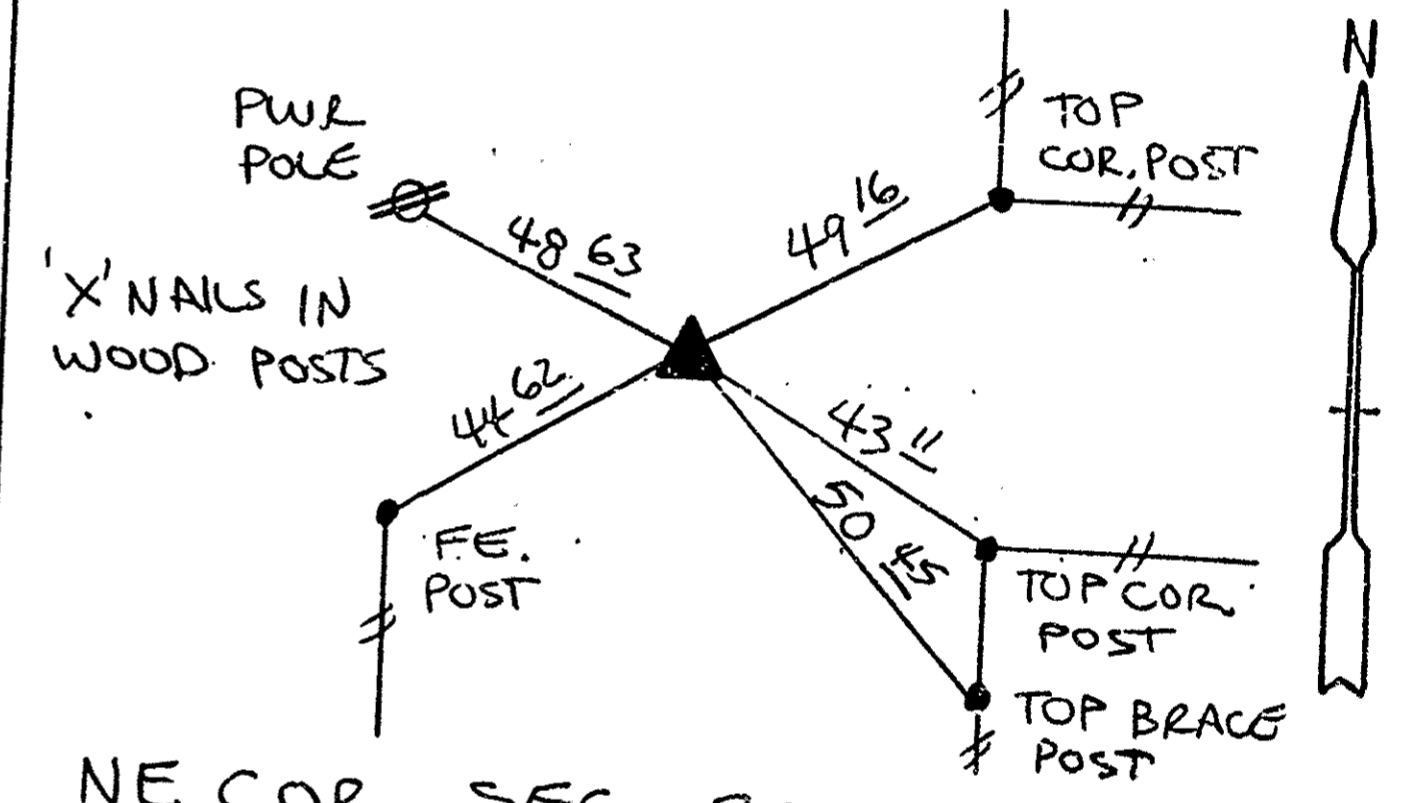 N
PWR
POLE
TOP
COR. POST
48 63
49 16
'X' NAILS IN
WOOD POSTS
44 62
43 11
50 45
F.E.
POST
TOP COR.
POST
TOP BRACE
POST
NE COR SEC